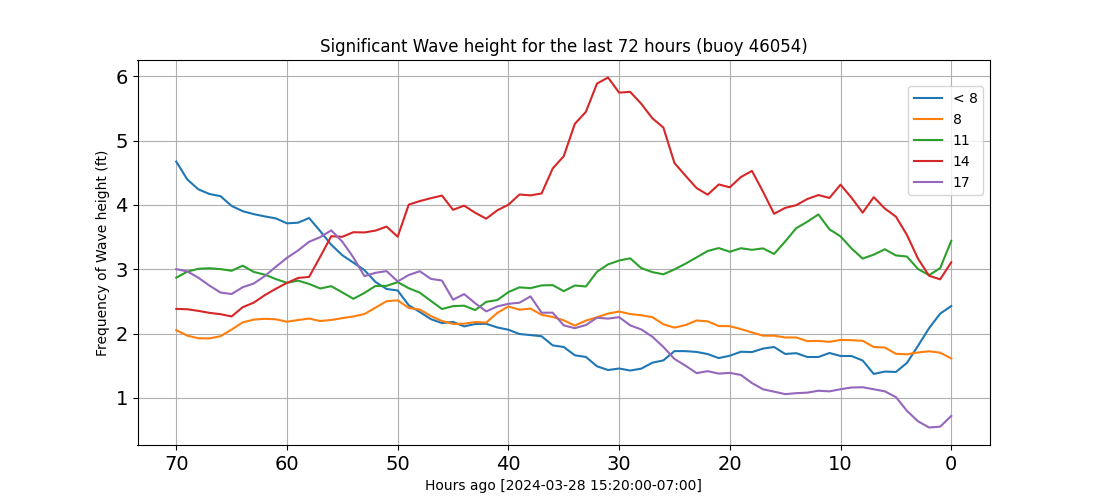 Significant Wave height for the last 72 hours (buoy 46054)
Frequency of Wave height (ft)
6
5
4
3
2
1
< 8
8
11
14
17
70 60 50 40 30 20 10 0
Hours ago [2024-03-28 15:20:00-07:00]